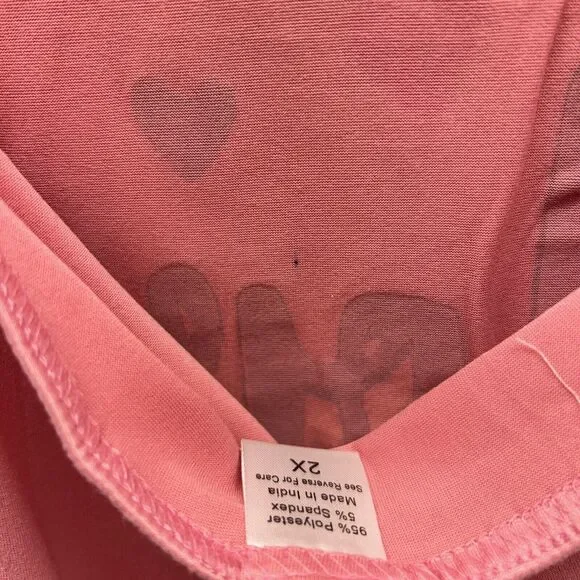 95% Polyester
5% Spandex
Made in India
See Reverse For Care
2X